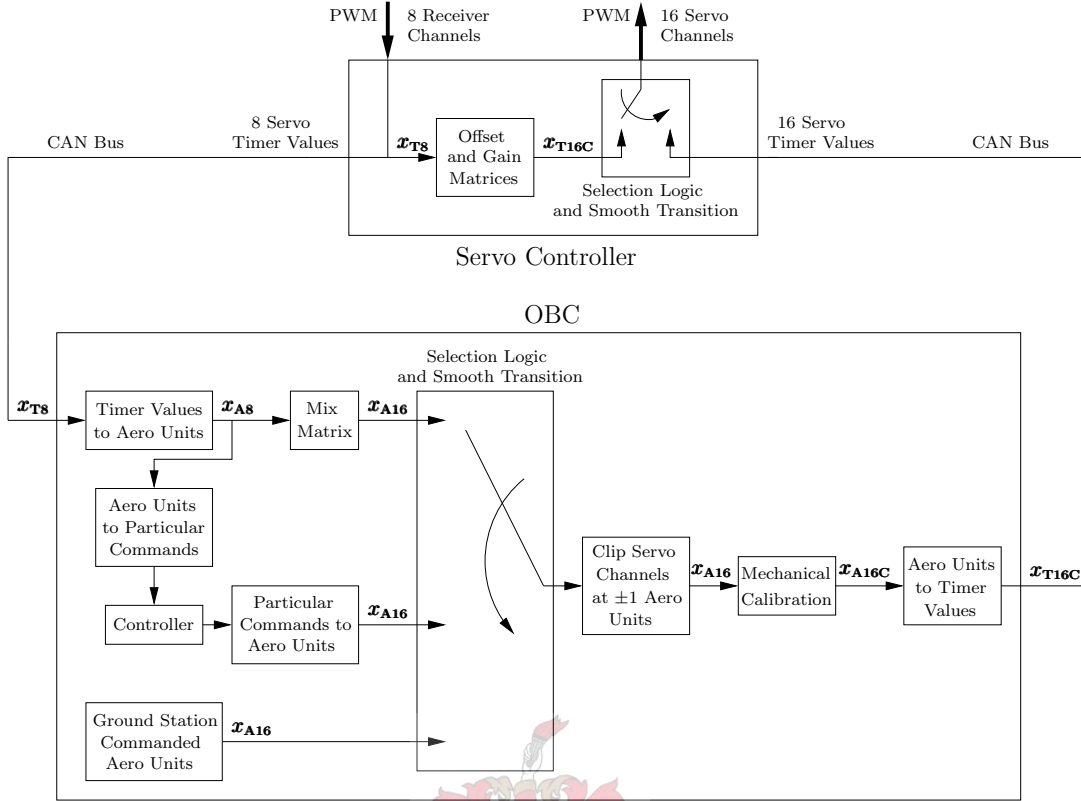 PWM
8 Receiver
Channels
PWM
16 Servo
Channels
CAN Bus
8 Servo
Timer Values
x_T8
Offset
and Gain
Matrices
x_T16C
Selection Logic
and Smooth Transition
16 Servo
Timer Values
CAN Bus
Servo Controller
OBC
Selection Logic
and Smooth Transition
x_T8
Timer Values
to Aero Units
x_A8
Mix
Matrix
x_A16
Aero Units
to Particular
Commands
Controller
Particular
Commands to
Aero Units
x_A16
Ground Station
Commanded
Aero Units
x_A16
Clip Servo
Channels
at ±1 Aero
Units
x_A16
Mechanical
Calibration
x_A16C
Aero Units
to Timer
Values
x_T16C